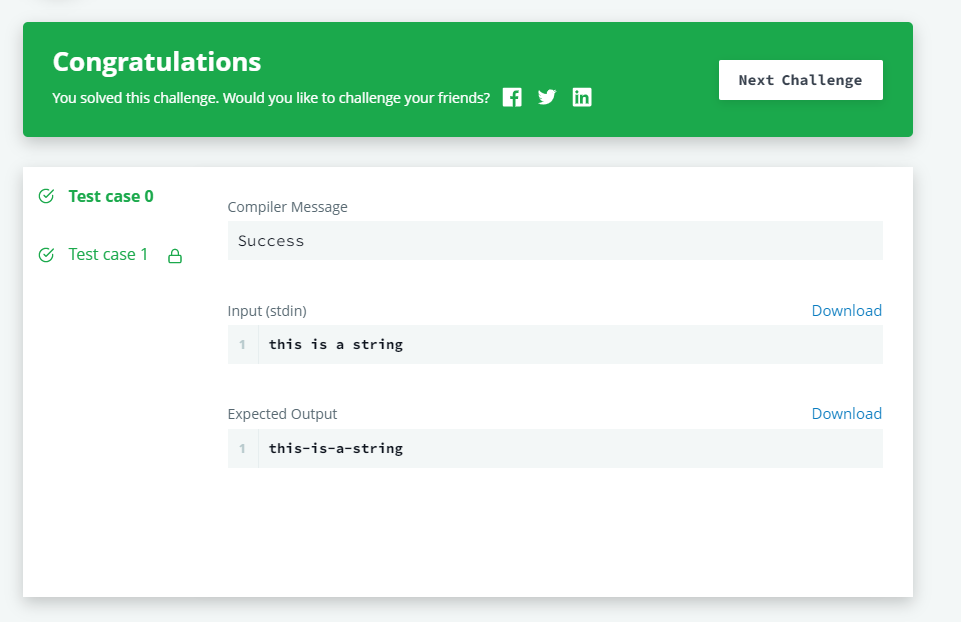 Congratulations
You solved this challenge. Would you like to challenge your friends?
Next Challenge
Test case 0
Test case 1
Compiler Message
Success
Input (stdin)
Download
1 this is a string
Expected Output
Download
1 this-is-a-string